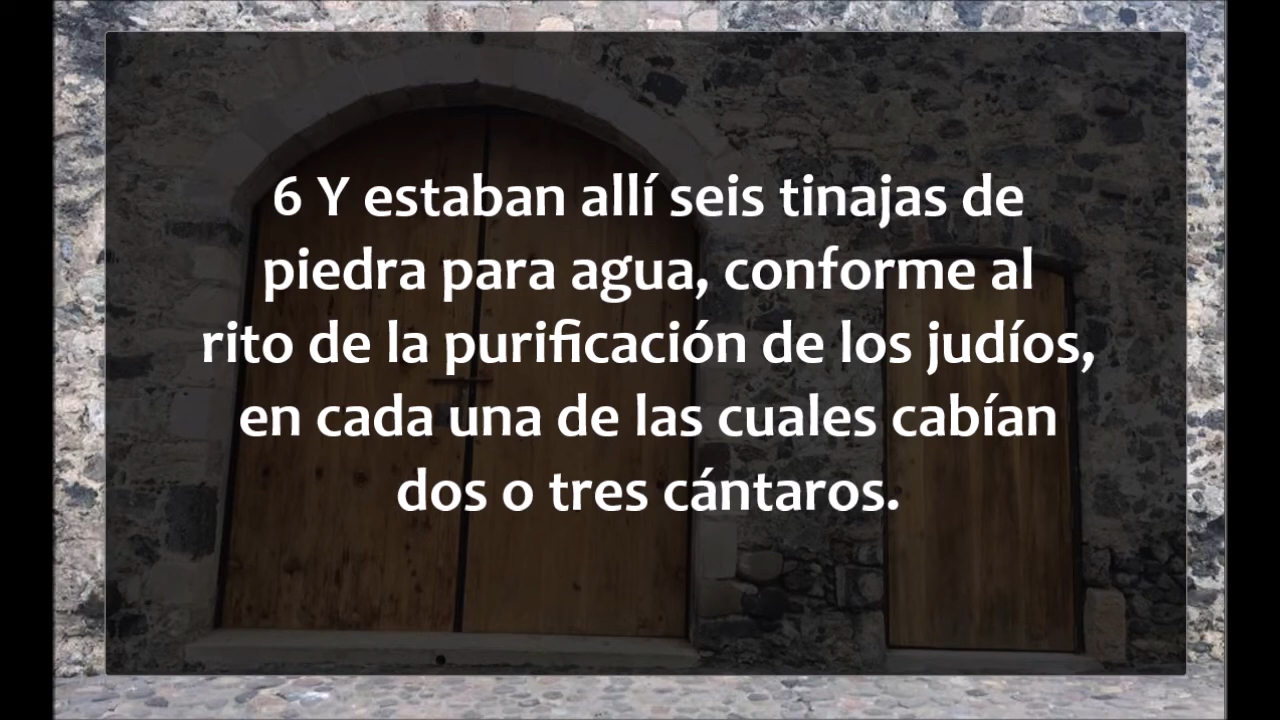 6 Y estaban allí seis tinajas de
piedra para agua, conforme al
rito de la purificación de los judíos,
en cada una de las cuales cabían
dos o tres cántaros.